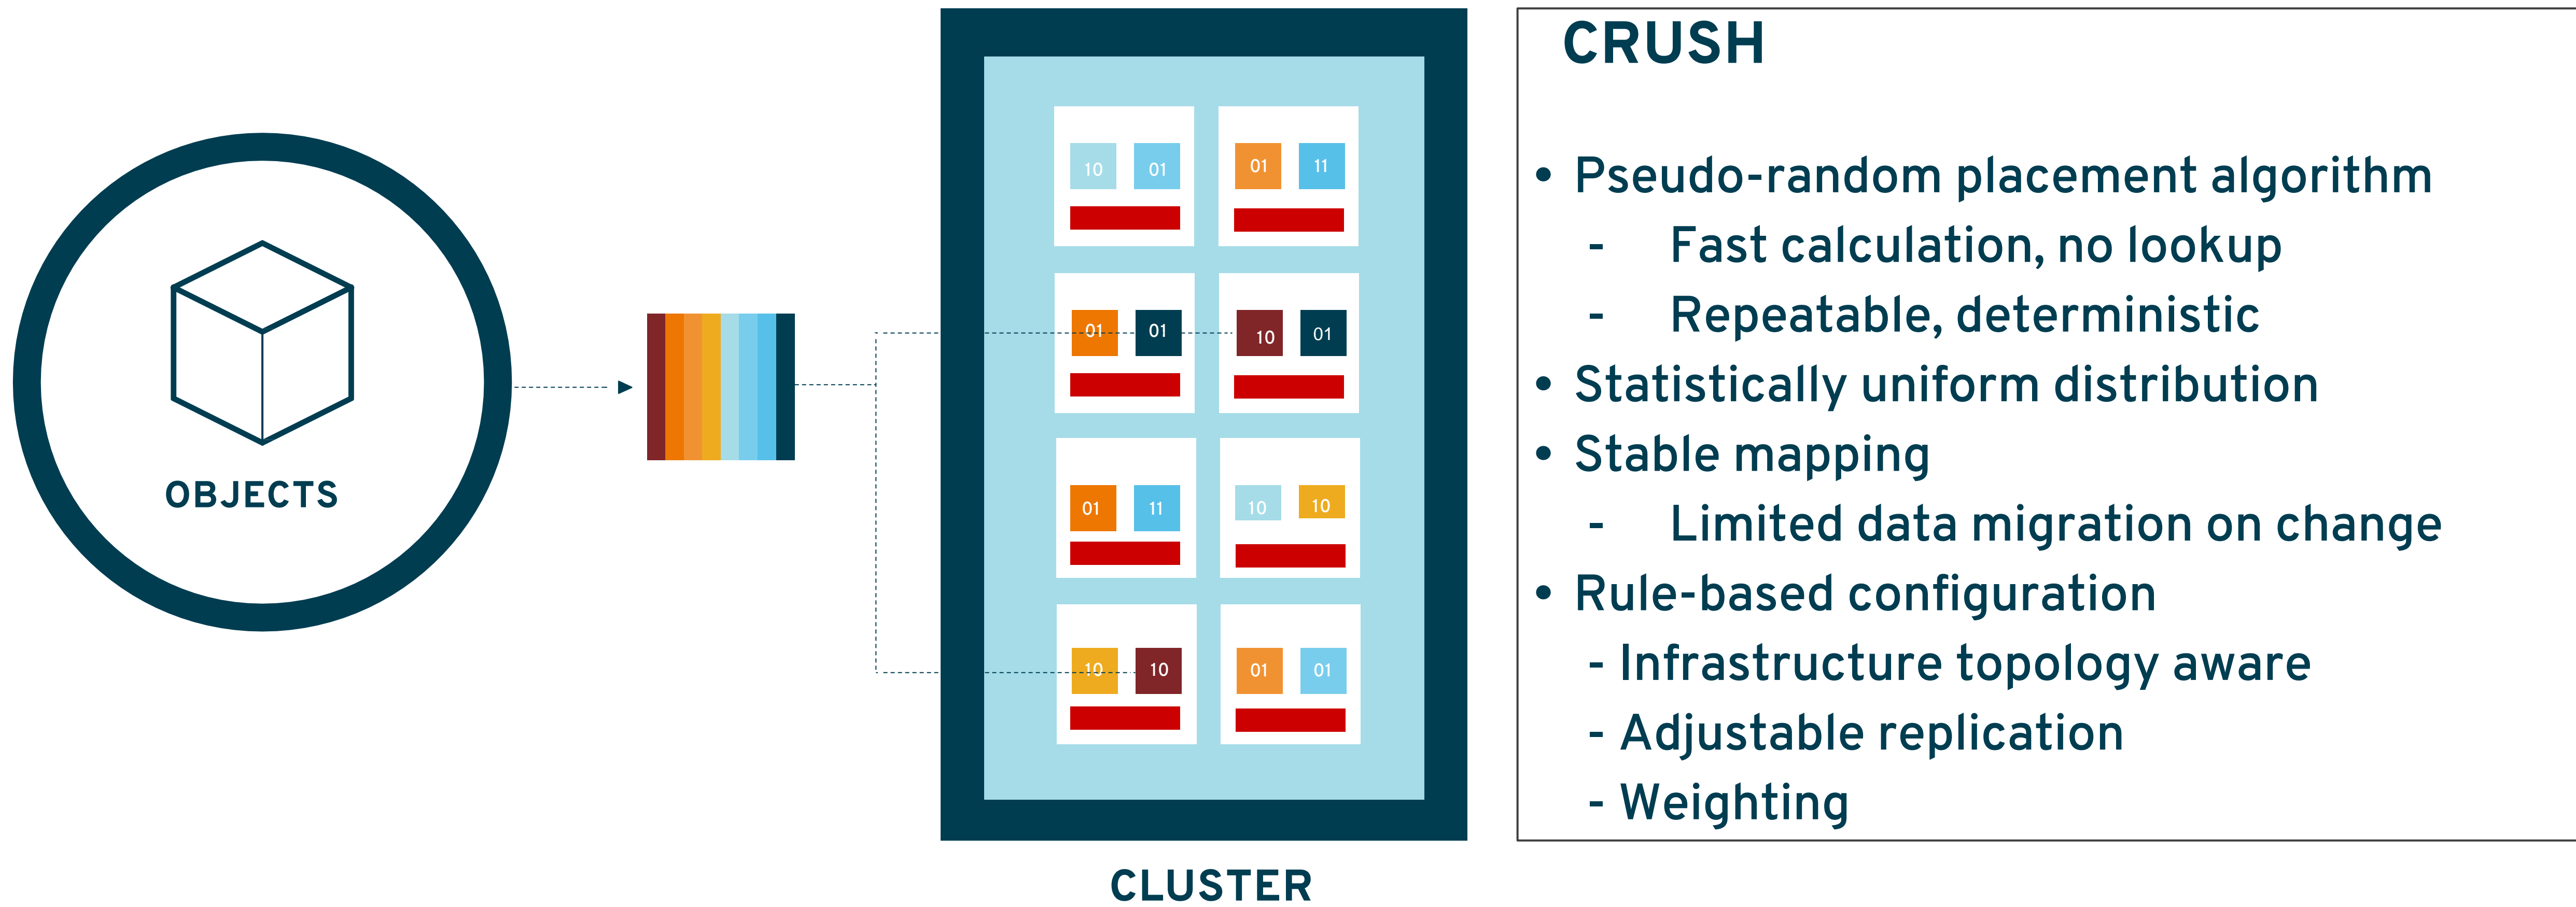 OBJECTS
10 01
01 11
01 01
10 01
01 11
10 10
10 10
01 01
CLUSTER
CRUSH
• Pseudo-random placement algorithm
- Fast calculation, no lookup
- Repeatable, deterministic
• Statistically uniform distribution
• Stable mapping
- Limited data migration on change
• Rule-based configuration
- Infrastructure topology aware
- Adjustable replication
- Weighting